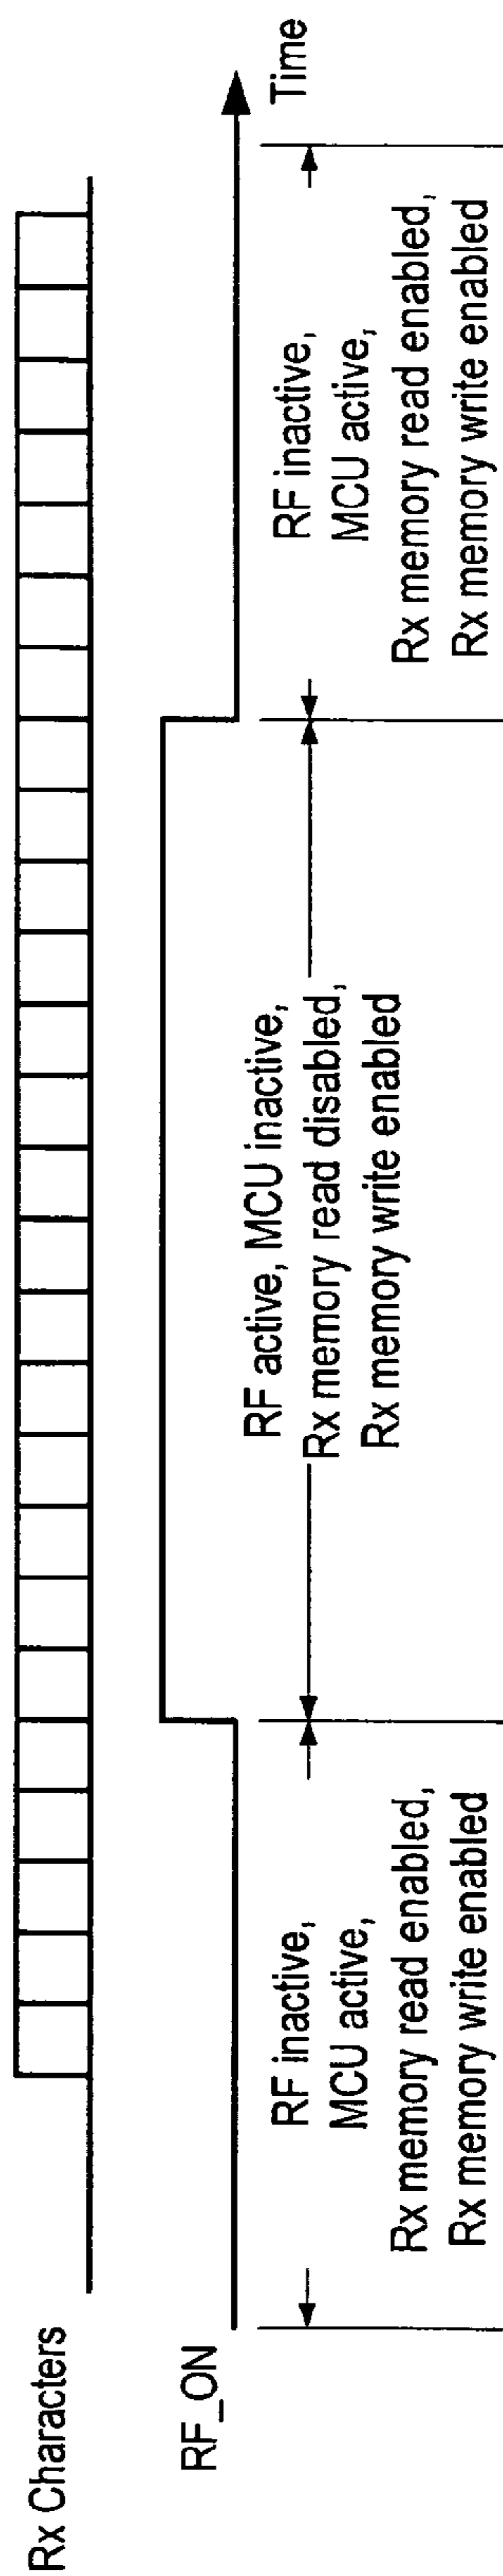 Rx Characters
RF_ON
Time
RF inactive,
MCU active,
Rx memory read enabled,
Rx memory write enabled
RF active, MCU inactive,
Rx memory read disabled,
Rx memory write enabled
RF inactive,
MCU active,
Rx memory read enabled,
Rx memory write enabled